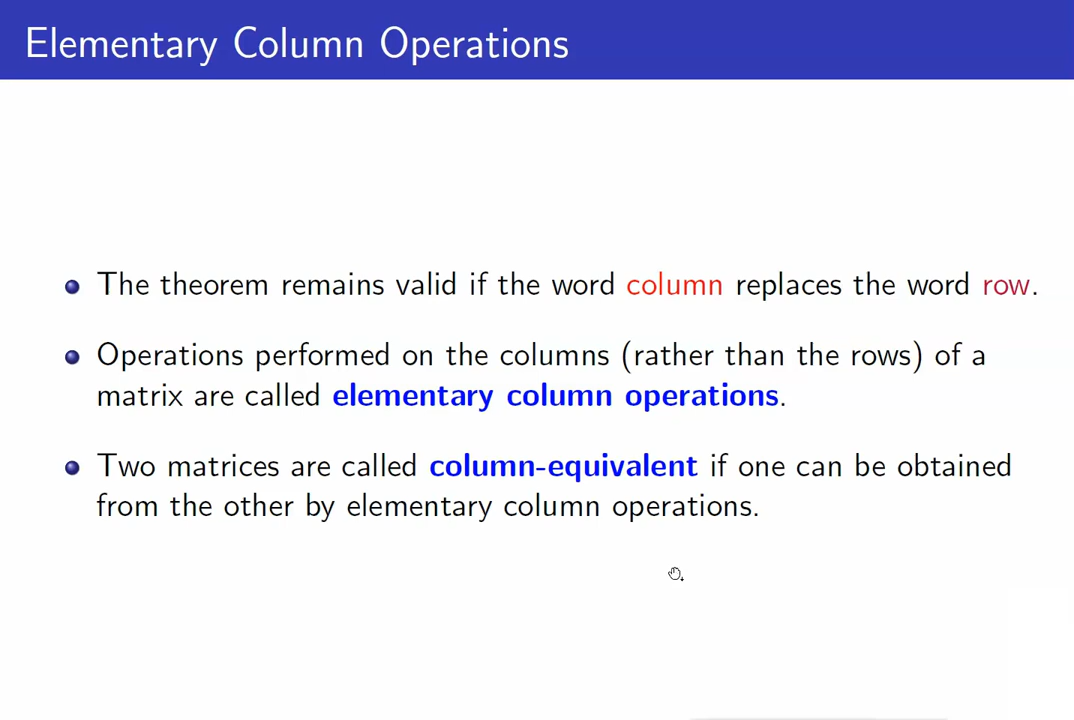 Elementary Column Operations
The theorem remains valid if the word column replaces the word row.
Operations performed on the columns (rather than the rows) of a
matrix are called elementary column operations.
Two matrices are called column-equivalent if one can be obtained
from the other by elementary column operations.